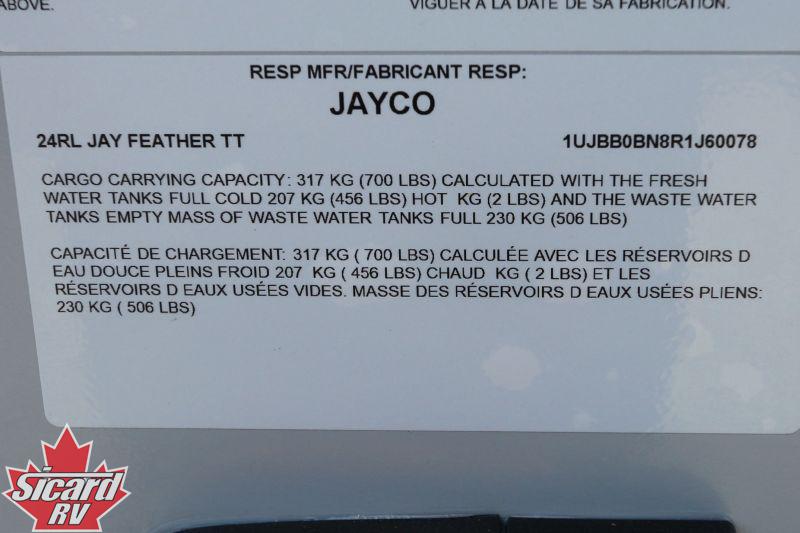 ABOVE. VIGUER À LA DATE DE SA FABRICATION.
RESP MFR/FABRICANT RESP:
JAYCO
24RL JAY FEATHER TT 1UJBB0BN8R1J60078
CARGO CARRYING CAPACITY: 317 KG (700 LBS) CALCULATED WITH THE FRESH
WATER TANKS FULL COLD 207 KG (456 LBS) HOT KG (2 LBS) AND THE WASTE WATER
TANKS EMPTY MASS OF WASTE WATER TANKS FULL 230 KG (506 LBS)
CAPACITÉ DE CHARGEMENT: 317 KG ( 700 LBS) CALCULÉE AVEC LES RÉSERVOIRS D
EAU DOUCE PLEINS FROID 207 KG ( 456 LBS) CHAUD KG ( 2 LBS) ET LES
RÉSERVOIRS D EAUX USÉES VIDES. MASSE DES RÉSERVOIRS D EAUX USÉES PLIENS:
230 KG ( 506 LBS)
Sicard
RV